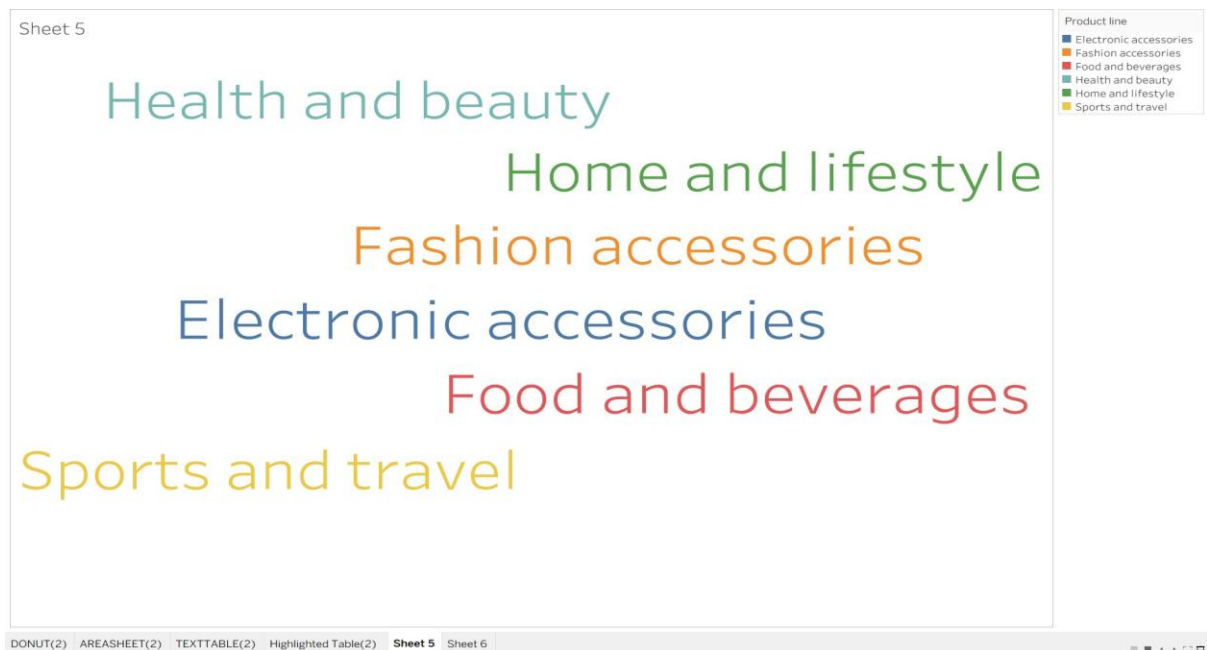 Sheet 5
Health and beauty
Home and lifestyle
Fashion accessories
Electronic accessories
Food and beverages
Sports and travel
Product line
Electronic accessories
Fashion accessories
Food and beverages
Health and beauty
Home and lifestyle
Sports and travel
DONUT(2) AREASHEET(2) TEXTTABLE(2) Highlighted Table(2) Sheet 5 Sheet 6